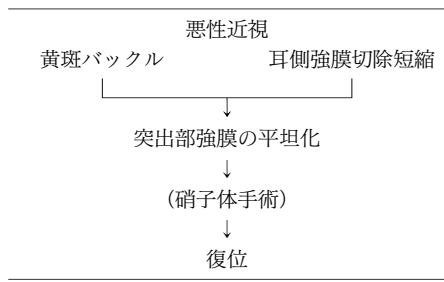 悪性近視
黄斑バックル 耳側強膜切除短縮
↓
突出部強膜の平坦化
↓
(硝子体手術)
↓
復位